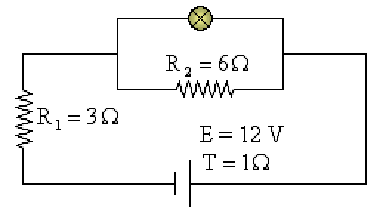 R₂ = 6Ω
R₁ = 3Ω
E = 12 V
T = 1Ω